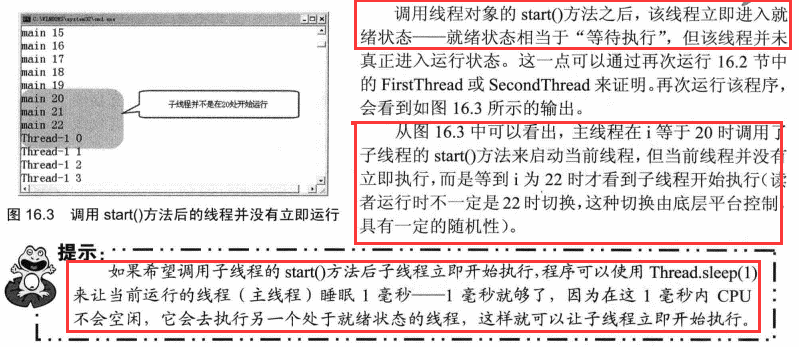 C:\WINDOWS\system32\cmd.exe
main 15
main 16
main 17
main 18
main 19
main 20
main 21
main 22
Thread-1 0
Thread-1 1
Thread-1 2
Thread-1 3
子线程并不是在20处开始运行
图 16.3 调用 start()方法后的线程并没有立即运行
调用线程对象的 start()方法之后，该线程立即进入就
绪状态——就绪状态相当于“等待执行”，但该线程并未
真正进入运行状态。这一点可以通过再次运行 16.2 节中
的 FirstThread 或 SecondThread 来证明。再次运行该程序，
会看到如图 16.3 所示的输出。
从图 16.3 中可以看出，主线程在 i 等于 20 时调用了
子线程的 start()方法来启动当前线程，但当前线程并没有
立即执行，而是等到 i 为 22 时才看到子线程开始执行（读
者运行时不一定是 22 时切换，这种切换由底层平台控制，
具有一定的随机性）。
提示：
如果希望调用子线程的 start()方法后子线程立即开始执行，程序可以使用 Thread.sleep(1)
来让当前运行的线程（主线程）睡眠 1 毫秒——1 毫秒就够了，因为在这 1 毫秒内 CPU
不会空闲，它会去执行另一个处于就绪状态的线程，这样就可以让子线程立即开始执行。